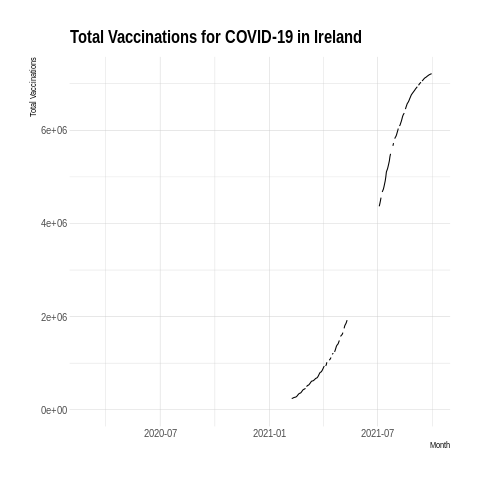 Total Vaccinations for COVID-19 in Ireland
Total Vaccinations
6e+06
4e+06
2e+06
0e+00
2020-07
2021-01
2021-07
Month